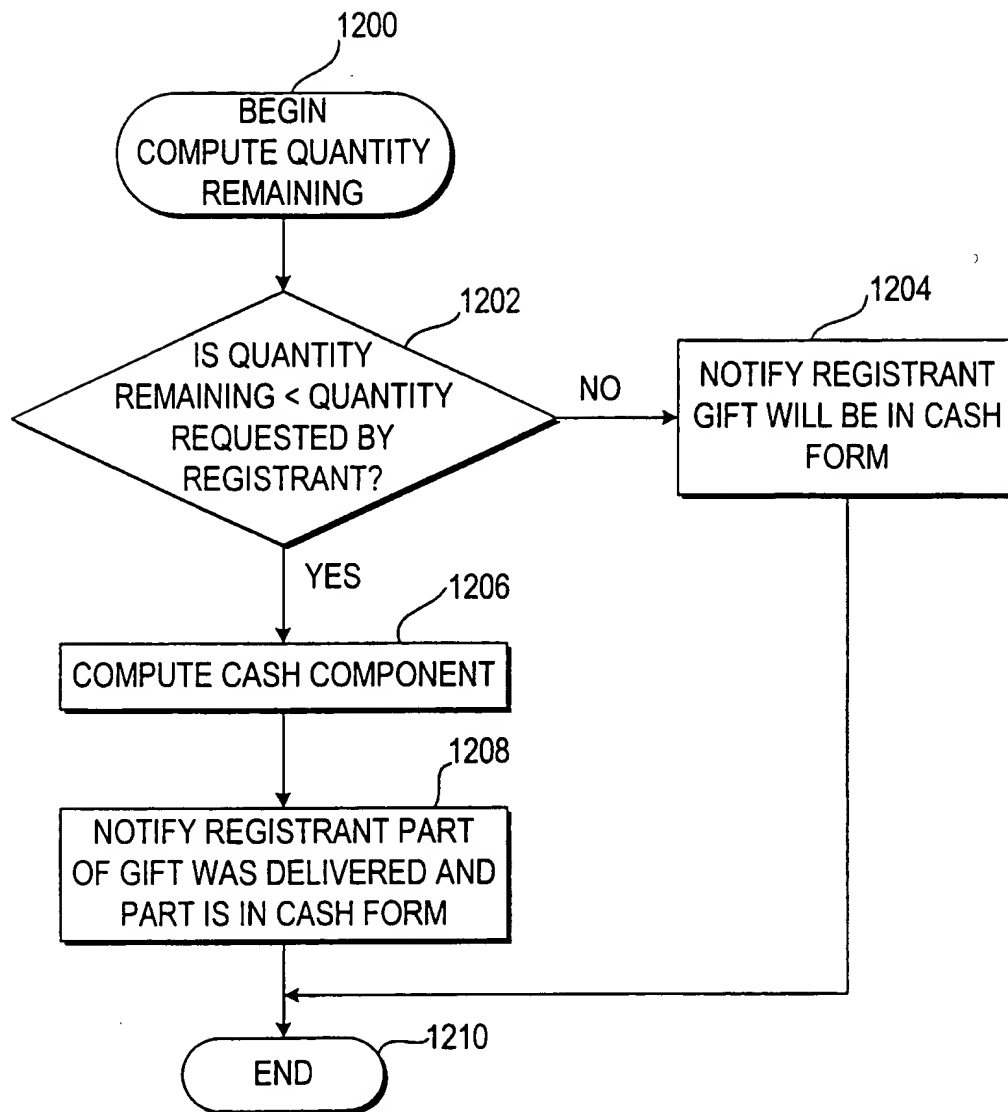 1200
BEGIN
COMPUTE QUANTITY
REMAINING
1202
IS QUANTITY
REMAINING < QUANTITY
REQUESTED BY
REGISTRANT?
NO
1204
NOTIFY REGISTRANT
GIFT WILL BE IN CASH
FORM
YES
1206
COMPUTE CASH COMPONENT
1208
NOTIFY REGISTRANT PART
OF GIFT WAS DELIVERED AND
PART IS IN CASH FORM
END
1210